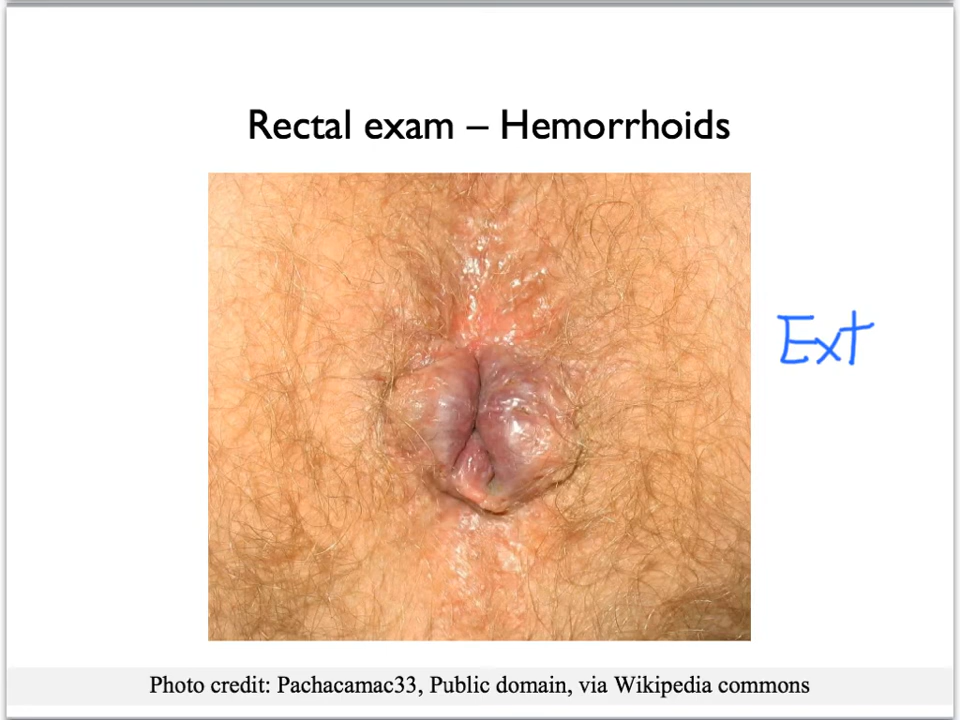 Rectal exam – Hemorrhoids
Ext
Photo credit: Pachacamac33, Public domain, via Wikipedia commons